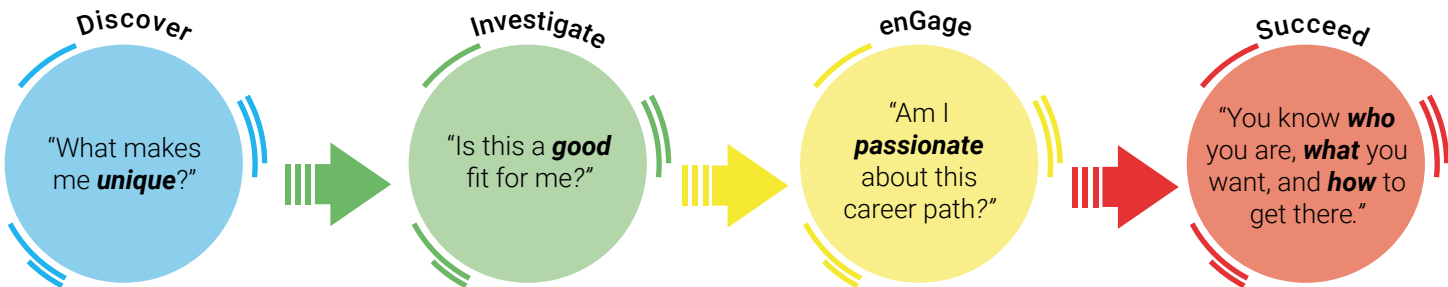 Discover
“What makes
me unique?”
Investigate
“Is this a good
fit for me?”
enGage
“Am I
passionate
about this
career path?”
Succeed
“You know who
you are, what you
want, and how to
get there.”